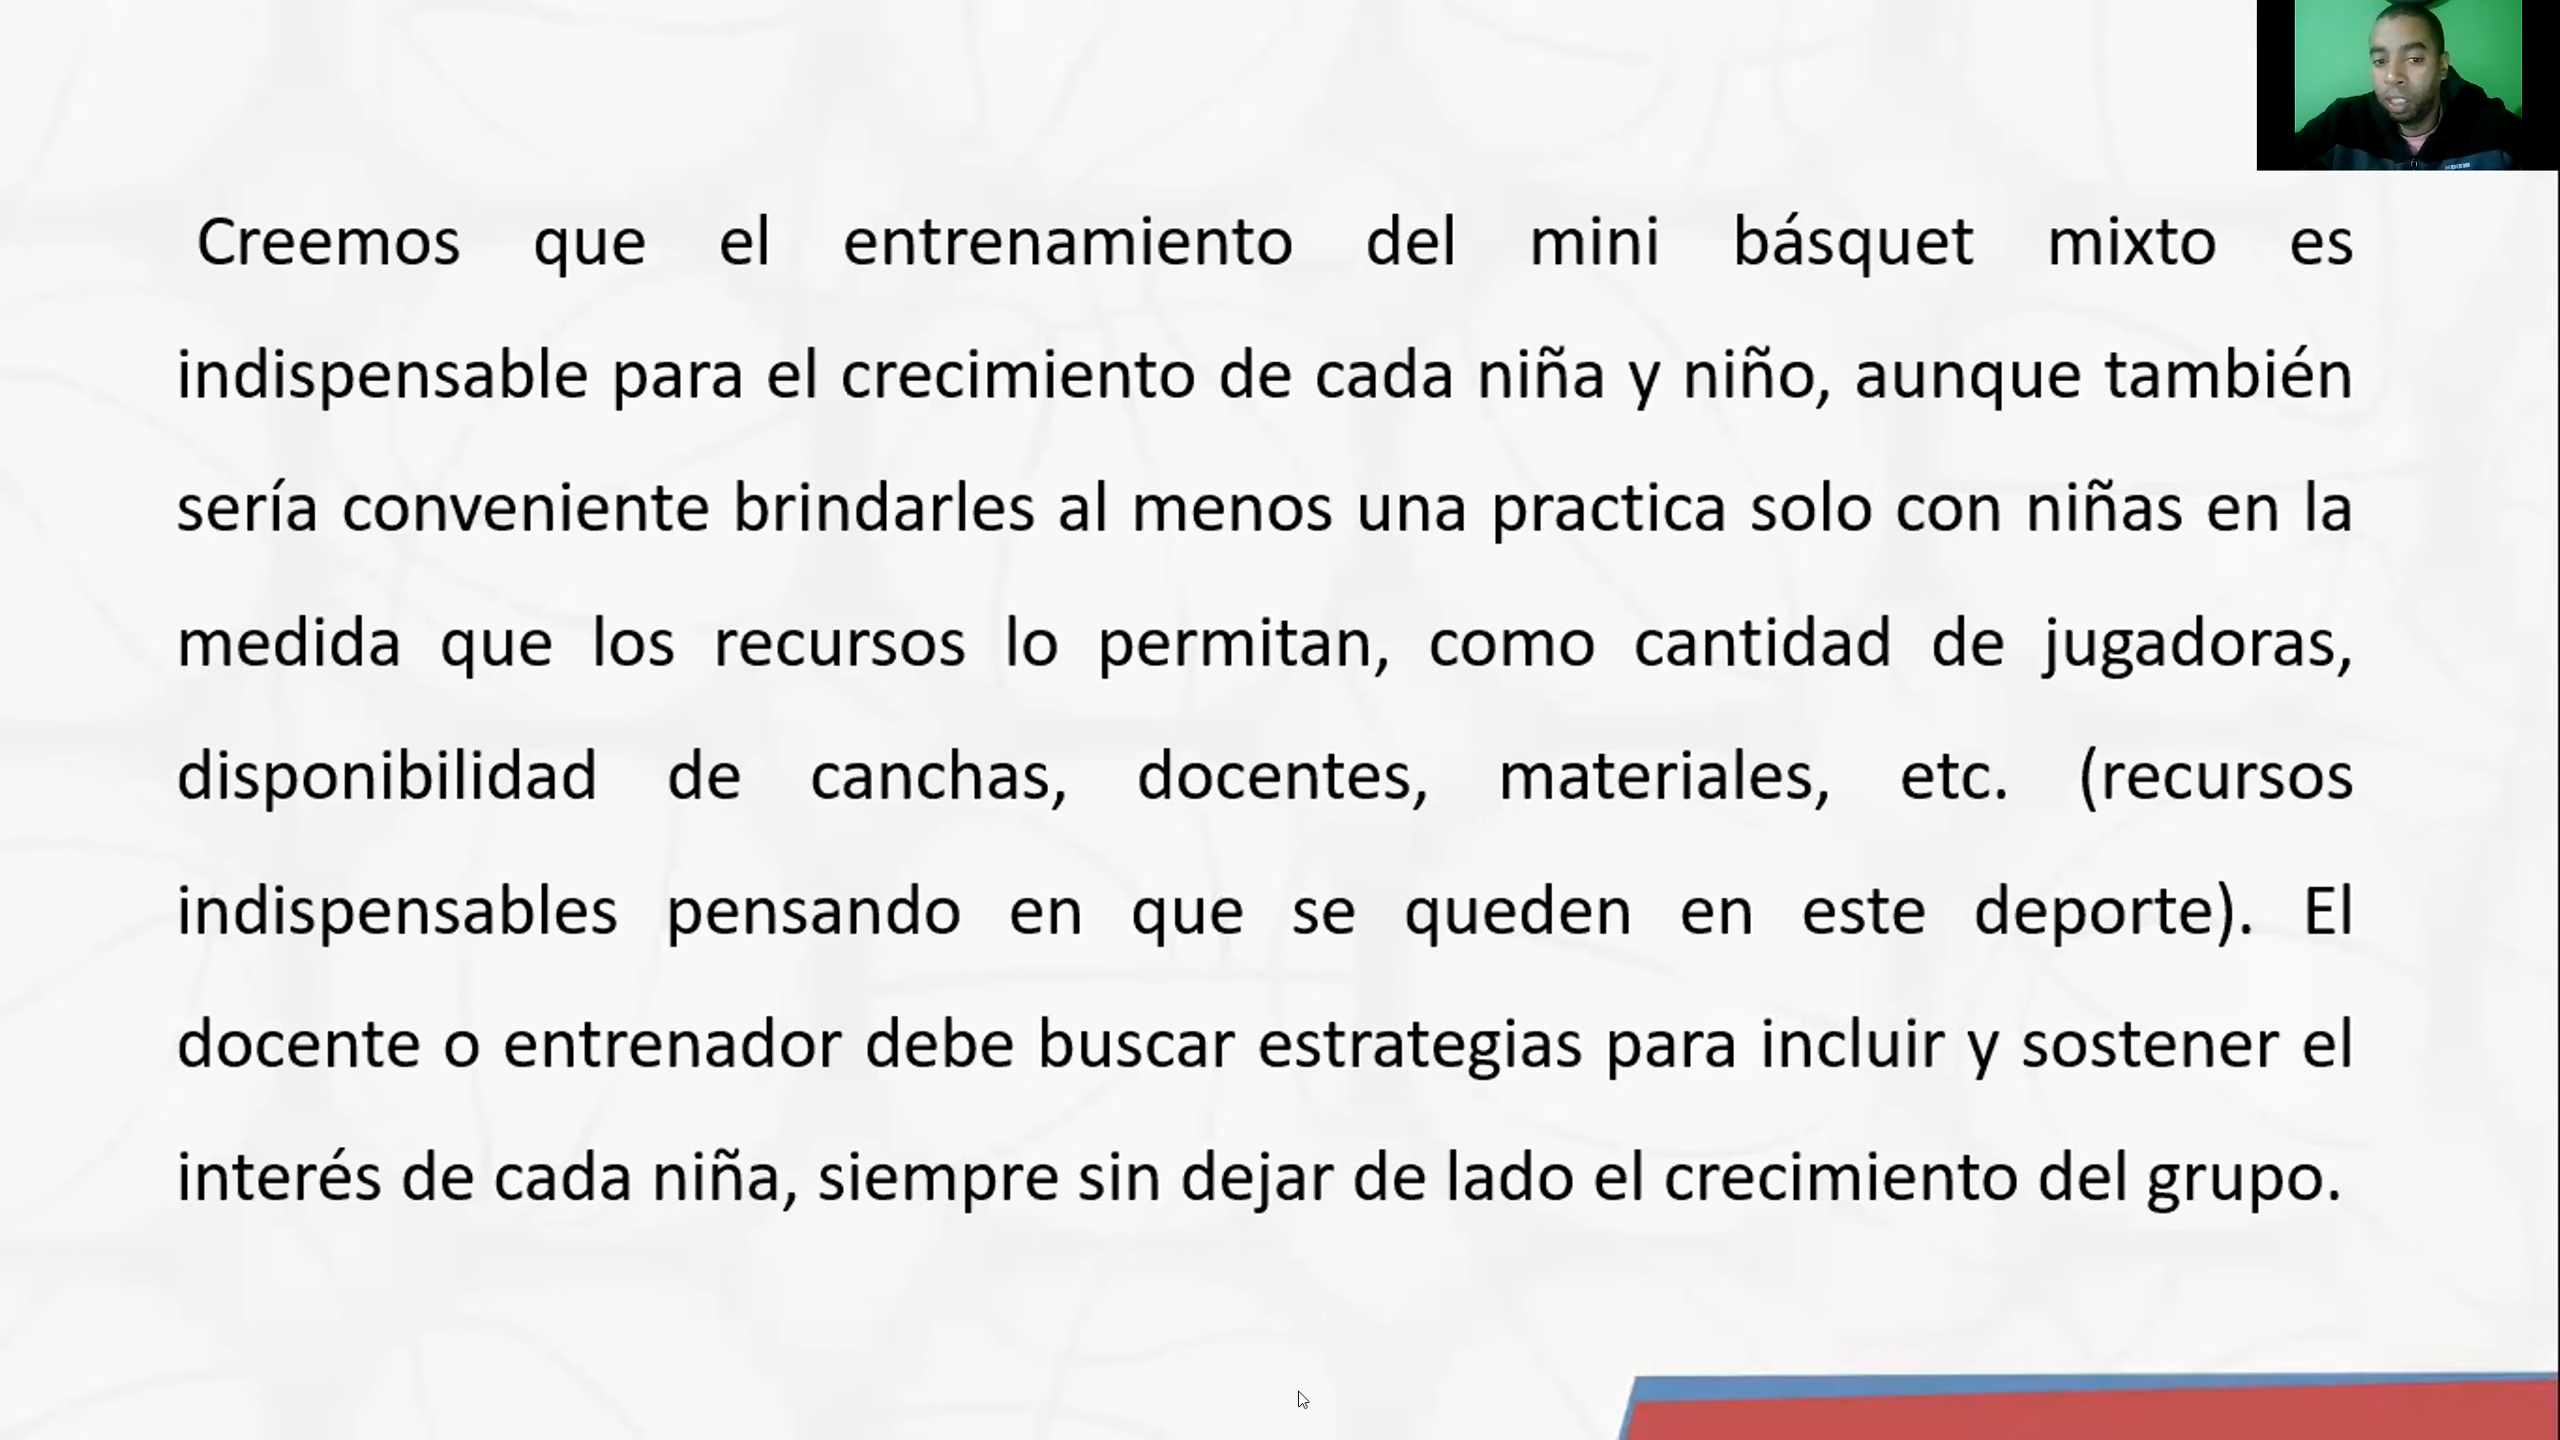 Creemos que el entrenamiento del mini básquet mixto es
indispensable para el crecimiento de cada niña y niño, aunque también
sería conveniente brindarles al menos una practica solo con niñas en la
medida que los recursos lo permitan, como cantidad de jugadoras,
disponibilidad de canchas, docentes, materiales, etc. (recursos
indispensables pensando en que se queden en este deporte). El
docente o entrenador debe buscar estrategias para incluir y sostener el
interés de cada niña, siempre sin dejar de lado el crecimiento del grupo.